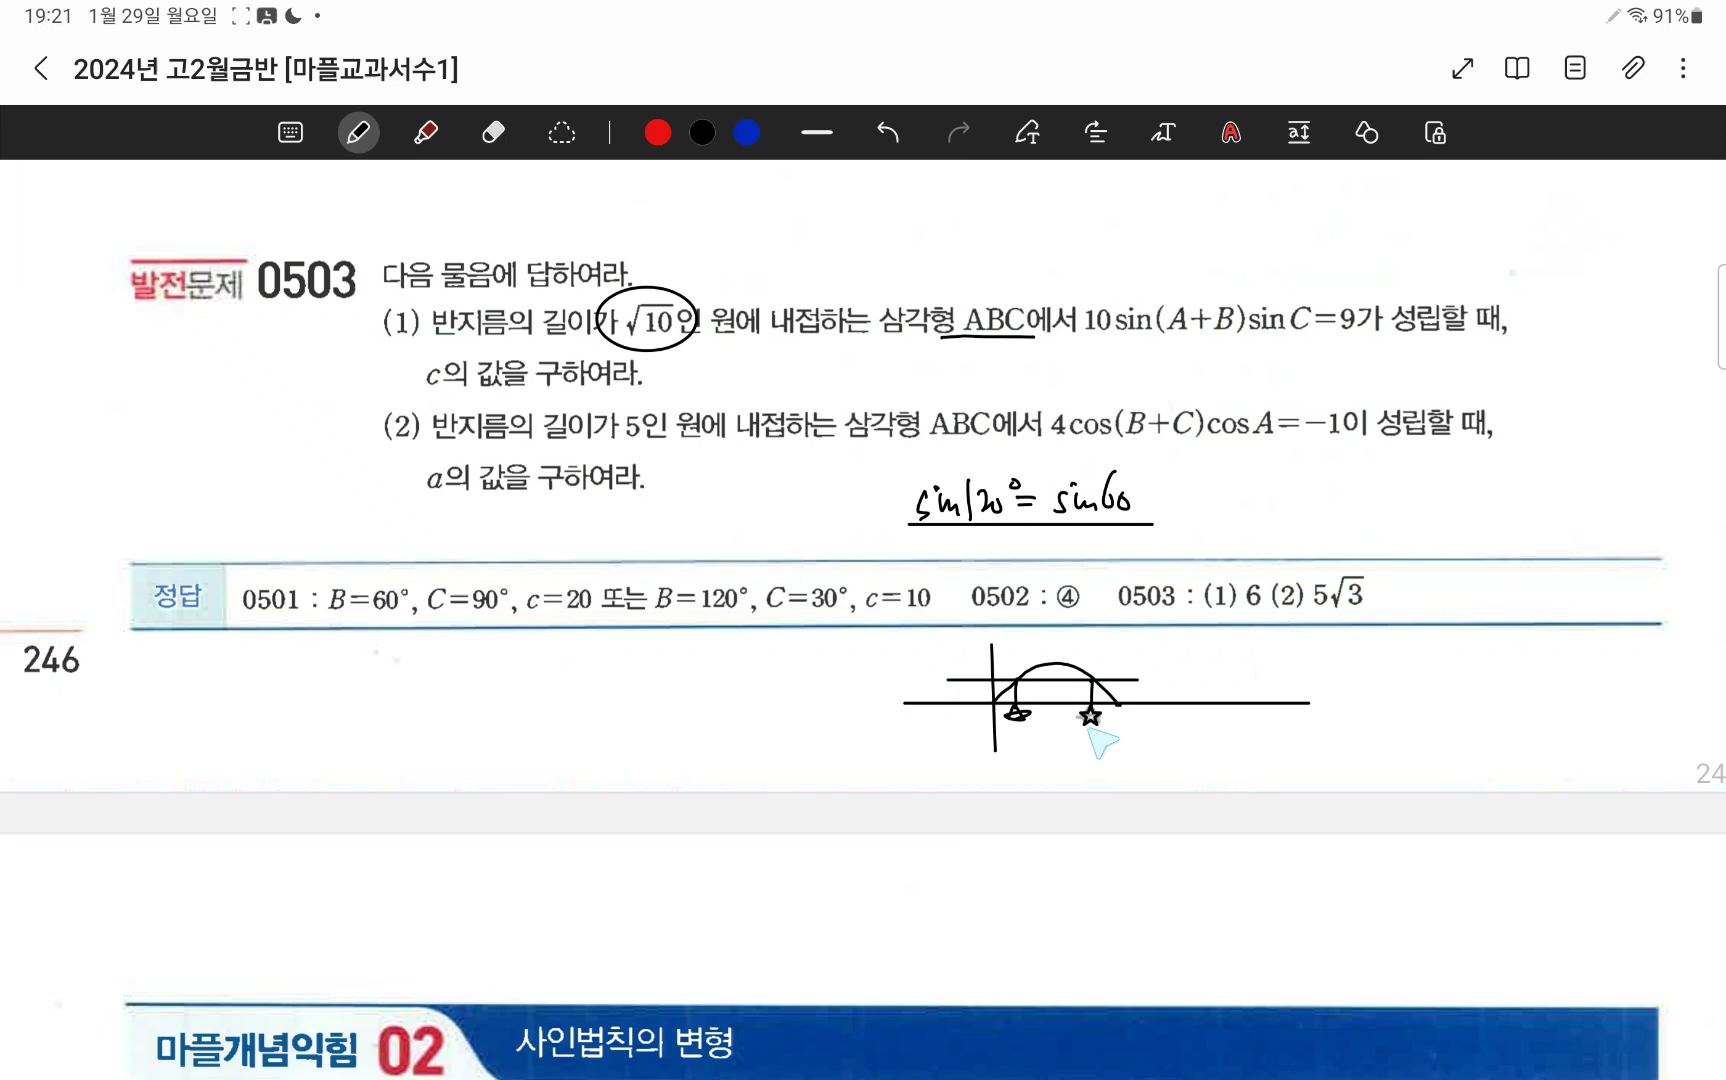 19:21 1월 29일 월요일 91%
2024년 고2월금반 [마플교과서수1]
발전문제 0503 다음 물음에 답하여라.
(1) 반지름의 길이가 √10인 원에 내접하는 삼각형 ABC에서 10 sin(A+B)sin C=9가 성립할 때,
c의 값을 구하여라.
(2) 반지름의 길이가 5인 원에 내접하는 삼각형 ABC에서 4 cos(B+C)cos A=-1이 성립할 때,
a의 값을 구하여라.
sin120°= sin60
정답 0501 : B=60°, C=90°, c=20 또는 B=120°, C=30°, c=10 0502 : ④ 0503 : (1) 6 (2) 5√3
246
24
마플개념익힘 02 사인법칙의 변형